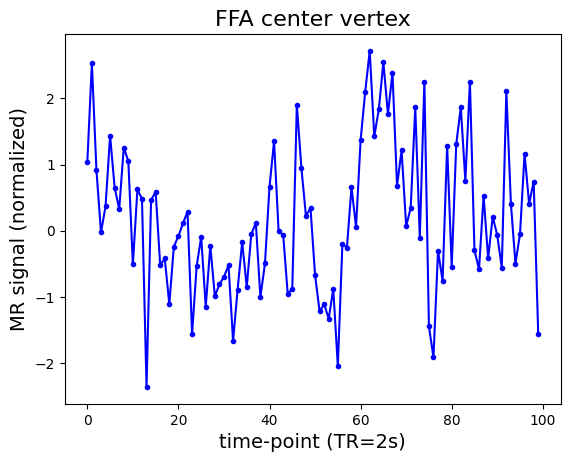 FFA center vertex
MR signal (normalized)
2
1
0
−1
−2
0 20 40 60 80 100
time-point (TR=2s)